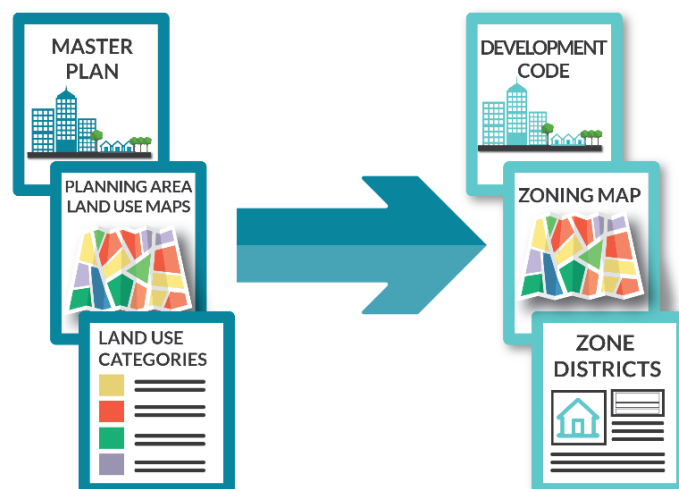 MASTER
PLAN
PLANNING AREA
LAND USE MAPS
LAND USE
CATEGORIES
DEVELOPMENT
CODE
ZONING MAP
ZONE
DISTRICTS